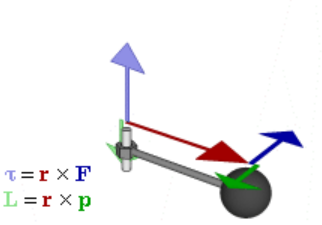 τ = r × F
L = r × p